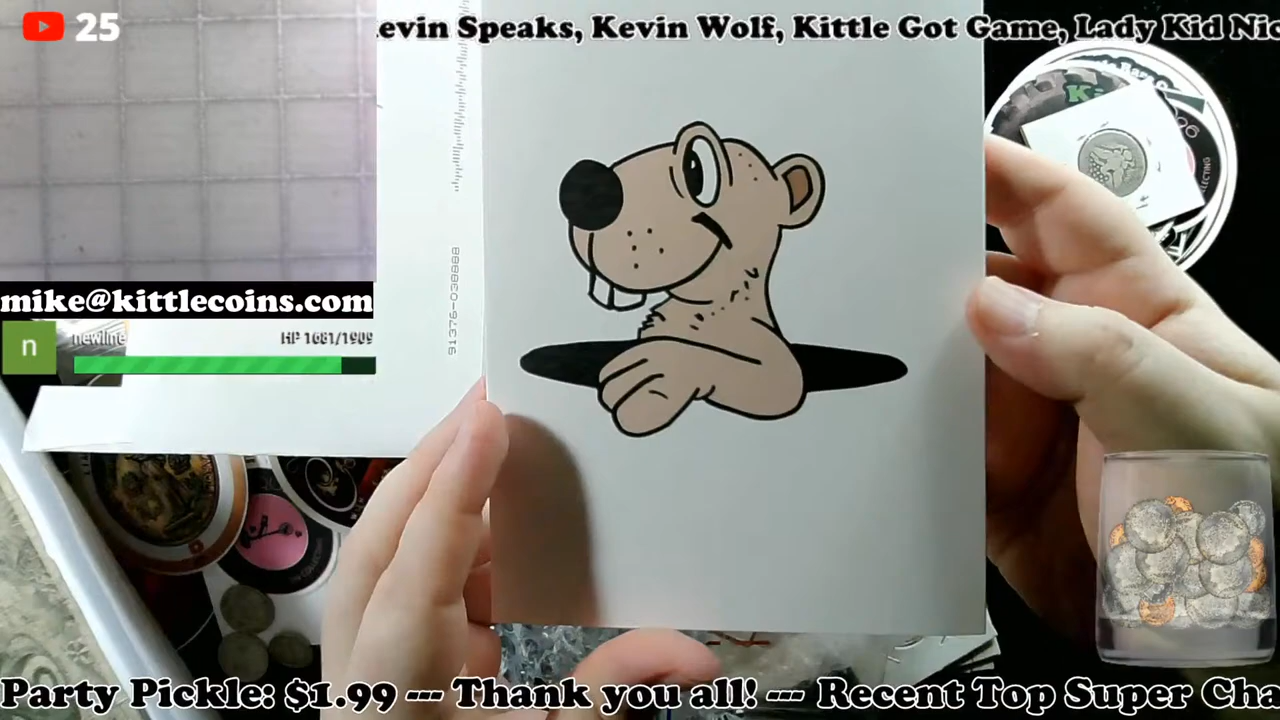 25
evin Speaks, Kevin Wolf, Kittle Got Game, Lady Kid Nic
mike@kittlecoins.com
n
newline
HP 1681/1909
91376-038888
Party Pickle: $1.99 --- Thank you all! --- Recent Top Super Cha